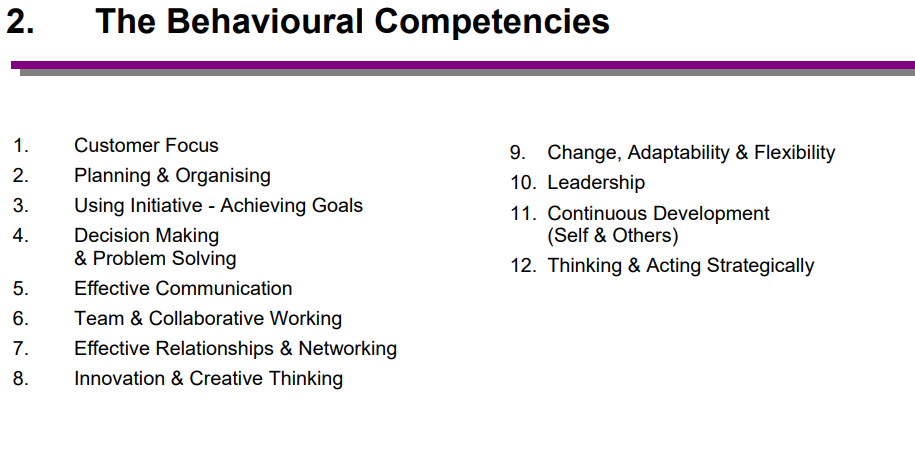 2. The Behavioural Competencies
1. Customer Focus
2. Planning & Organising
3. Using Initiative - Achieving Goals
4. Decision Making
& Problem Solving
5. Effective Communication
6. Team & Collaborative Working
7. Effective Relationships & Networking
8. Innovation & Creative Thinking
9. Change, Adaptability & Flexibility
10. Leadership
11. Continuous Development
(Self & Others)
12. Thinking & Acting Strategically